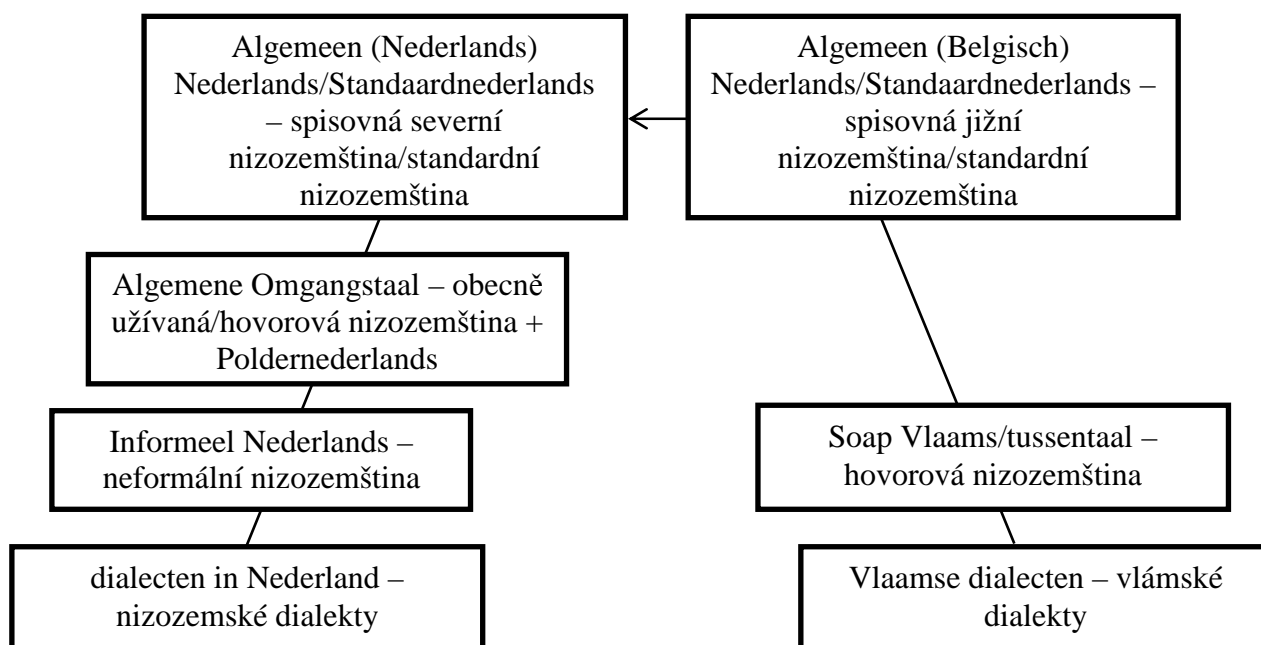 Algemeen (Nederlands)
Nederlands/Standaardnederlands
– spisovná severní
nizozemština/standardní
nizozemština
Algemeen (Belgisch)
Nederlands/Standaardnederlands –
spisovná jižní
nizozemština/standardní
nizozemština
Algemene Omgangstaal – obecně
užívaná/hovorová nizozemština +
Poldernederlands
Informeel Nederlands –
neformální nizozemština
Soap Vlaams/tussentaal –
hovorová nizozemština
dialecten in Nederland –
nizozemské dialekty
Vlaamse dialecten – vlámské
dialekty